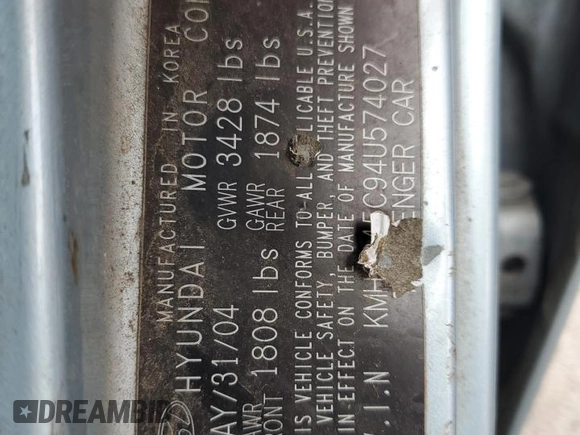 MANUFACTURED IN KOREA
HYUNDAI MOTOR CO
AY/31/04 GVWR 3428 lbs
GAWR
1808 lbs REAR 1874 lbs
IS VEHICLE CONFORMS TO ALL LICABLE U.S.A.
VEHICLE SAFETY, BUMPER, AND THEFT PREVENTION
IN-EFFECT ON THE DATE OF MANUFACTURE SHOWN
.I.N KMH C94U574027
ENGER CAR
DREAMBID